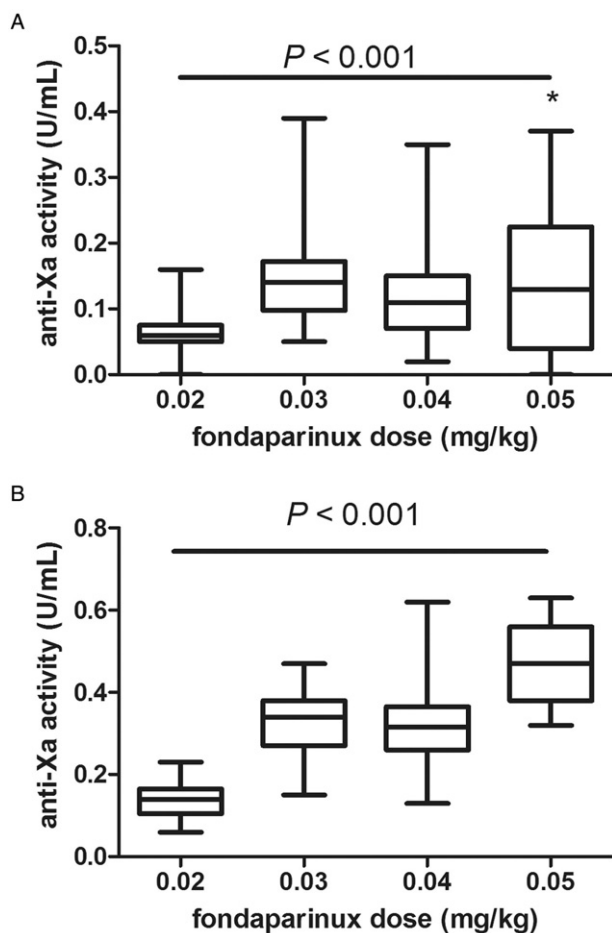 A
P < 0.001
*
anti-Xa activity (U/mL)
0.5
0.4
0.3
0.2
0.1
0.0
0.02 0.03 0.04 0.05
fondaparinux dose (mg/kg)
B
P < 0.001
anti-Xa activity (U/mL)
0.8
0.6
0.4
0.2
0.0
0.02 0.03 0.04 0.05
fondaparinux dose (mg/kg)